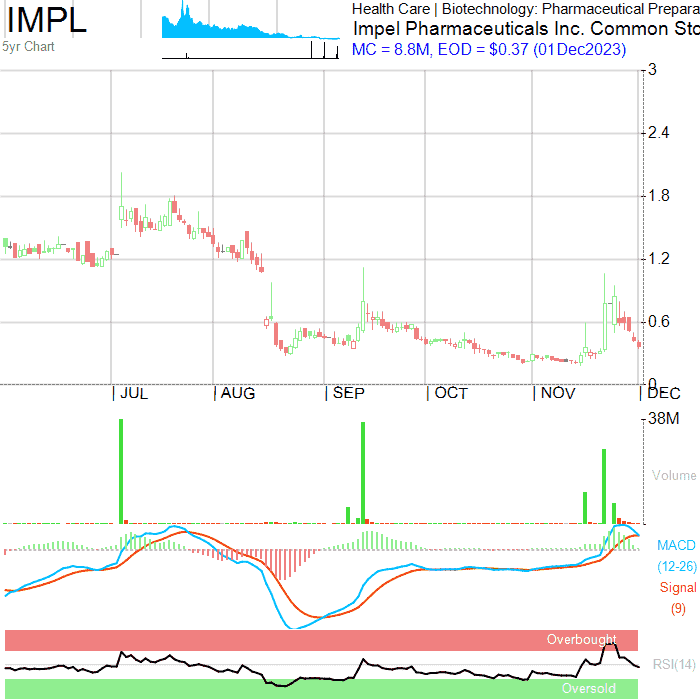 IMPL
5yr Chart
Health Care | Biotechnology: Pharmaceutical Prepara
Impel Pharmaceuticals Inc. Common Sto
MC = 8.8M, EOD = $0.37 (01Dec2023)
3
2.4
1.8
1.2
0.6
0
JUL
AUG
SEP
OCT
NOV
DEC
38M
Volume
MACD
(12-26)
Signal
(9)
Overbought
RSI(14)
Oversold